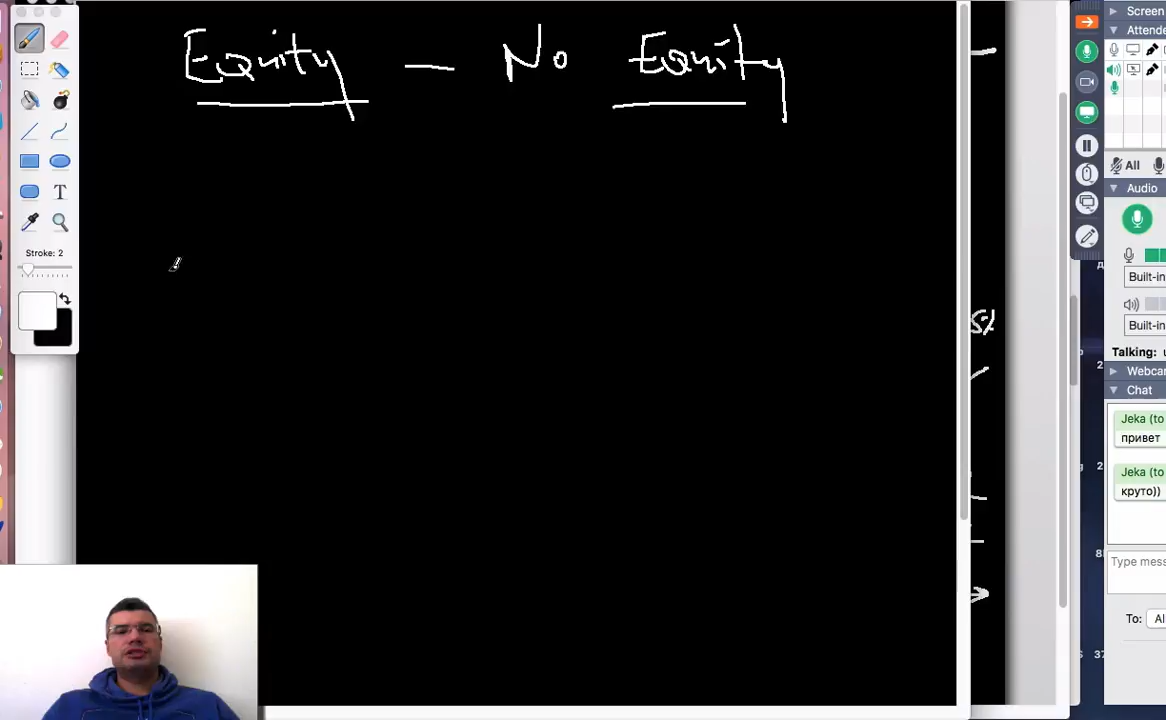 Equity — No Equity
Stroke: 2
Screen
Attende
All
Audio
Built-in
Built-in
Talking:
Webca
Chat
Jeka (to
привет
Jeka (to
круто))
Type mess
To:
Al